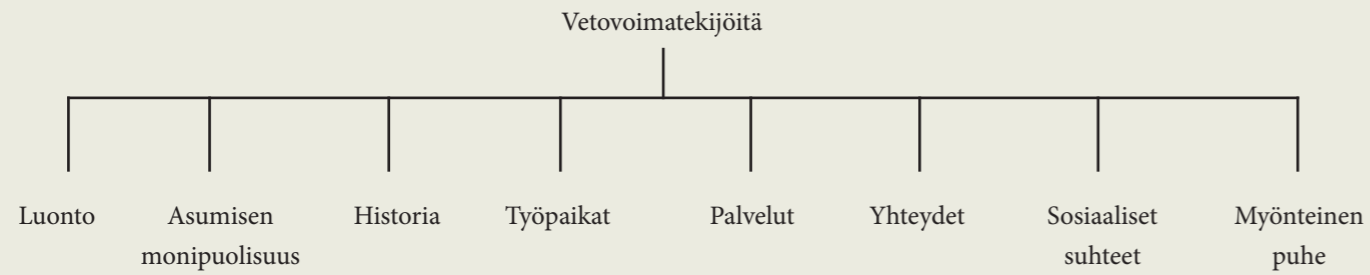 Vetovoimatekijöitä
Luonto
Asumisen
monipuolisuus
Historia
Työpaikat
Palvelut
Yhteydet
Sosiaaliset
suhteet
Myönteinen
puhe